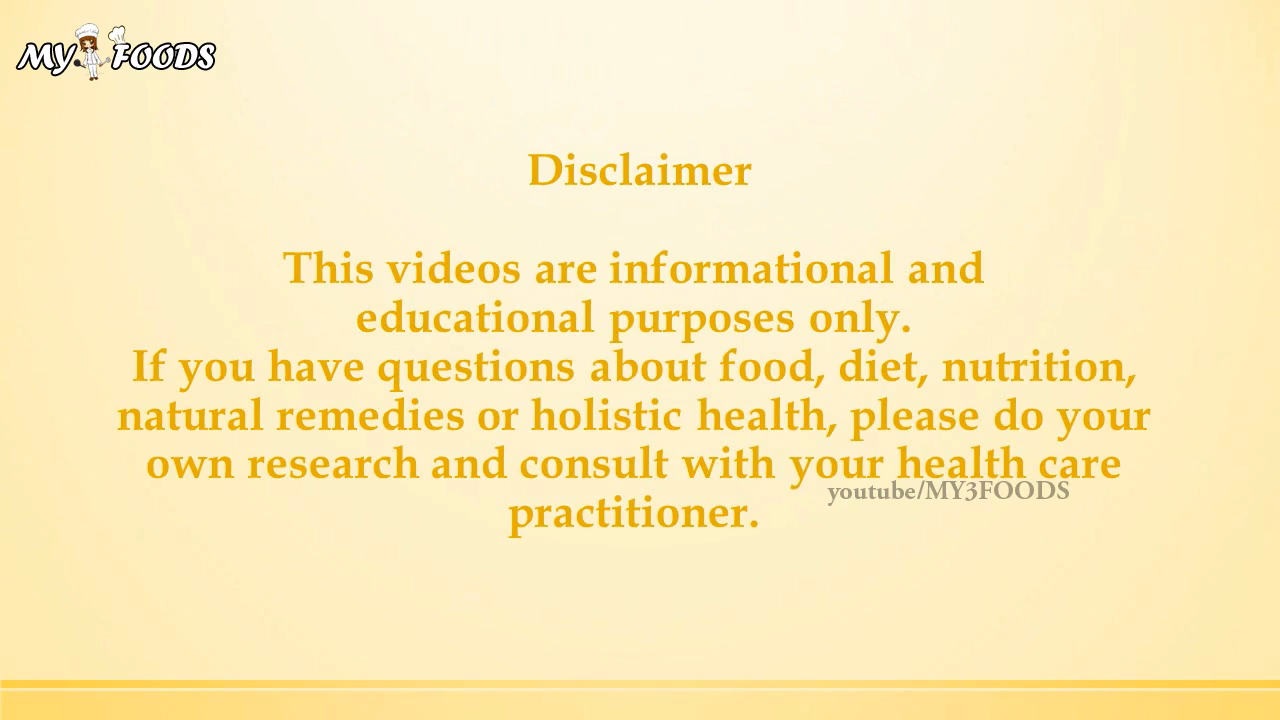 MY FOODS
Disclaimer
This videos are informational and
educational purposes only.
If you have questions about food, diet, nutrition,
natural remedies or holistic health, please do your
own research and consult with your health care
youtube/MY3FOODS
practitioner.